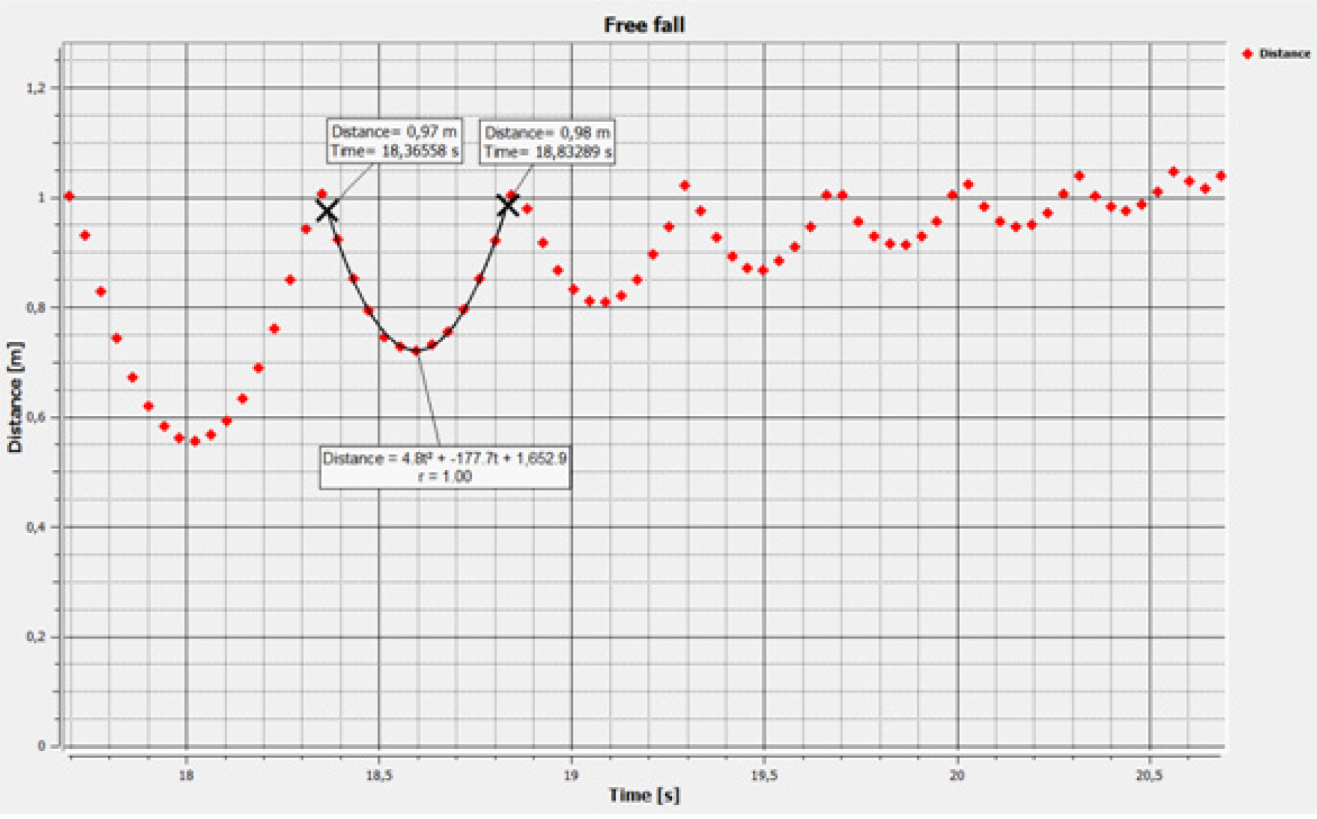 Free fall
Distance
1,2
1
0,8
0,6
0,4
0,2
0
Distance [m]
Distance= 0,97 m
Time= 18,36558 s
Distance= 0,98 m
Time= 18,83289 s
Distance = 4.8t² + -177.7t + 1,652.9
r = 1.00
18
18,5
19
19,5
20
20,5
Time [s]